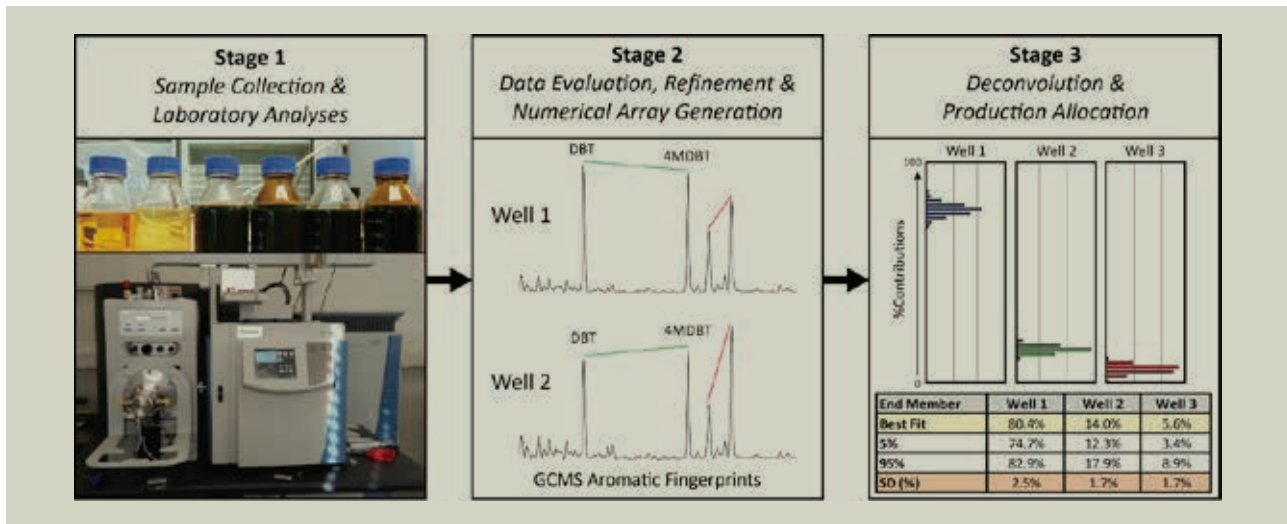 Stage 1
Sample Collection &
Laboratory Analyses
Stage 2
Data Evaluation, Refinement &
Numerical Array Generation
DBT
4MDBT
Well 1
DBT
4MDBT
Well 2
GCMS Aromatic Fingerprints
Stage 3
Deconvolution &
Production Allocation
Well 1 Well 2 Well 3
100
%Contributions
0
End Member Well 1 Well 2 Well 3
Best Fit 80.4% 14.0% 5.6%
5% 74.7% 12.3% 3.4%
95% 82.9% 17.9% 8.9%
SD (%) 2.5% 1.7% 1.7%